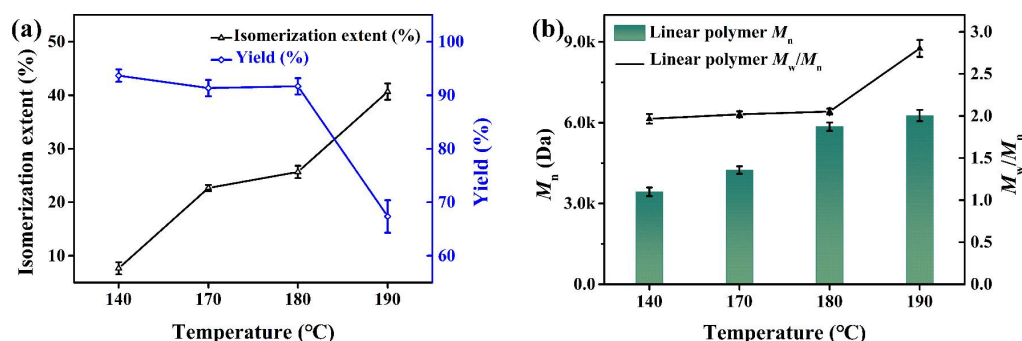 (a)
Isomerization extent (%)
Yield (%)
50
40
30
20
10
100
90
80
70
60
Isomerization extent (%)
Yield (%)
140
170
180
190
Temperature (°C)
(b)
Linear polymer Mn
Linear polymer Mw/Mn
9.0k
6.0k
3.0k
0.0
3.0
2.5
2.0
1.5
1.0
0.5
0.0
Mn (Da)
Mw/Mn
140
170
180
190
Temperature (°C)